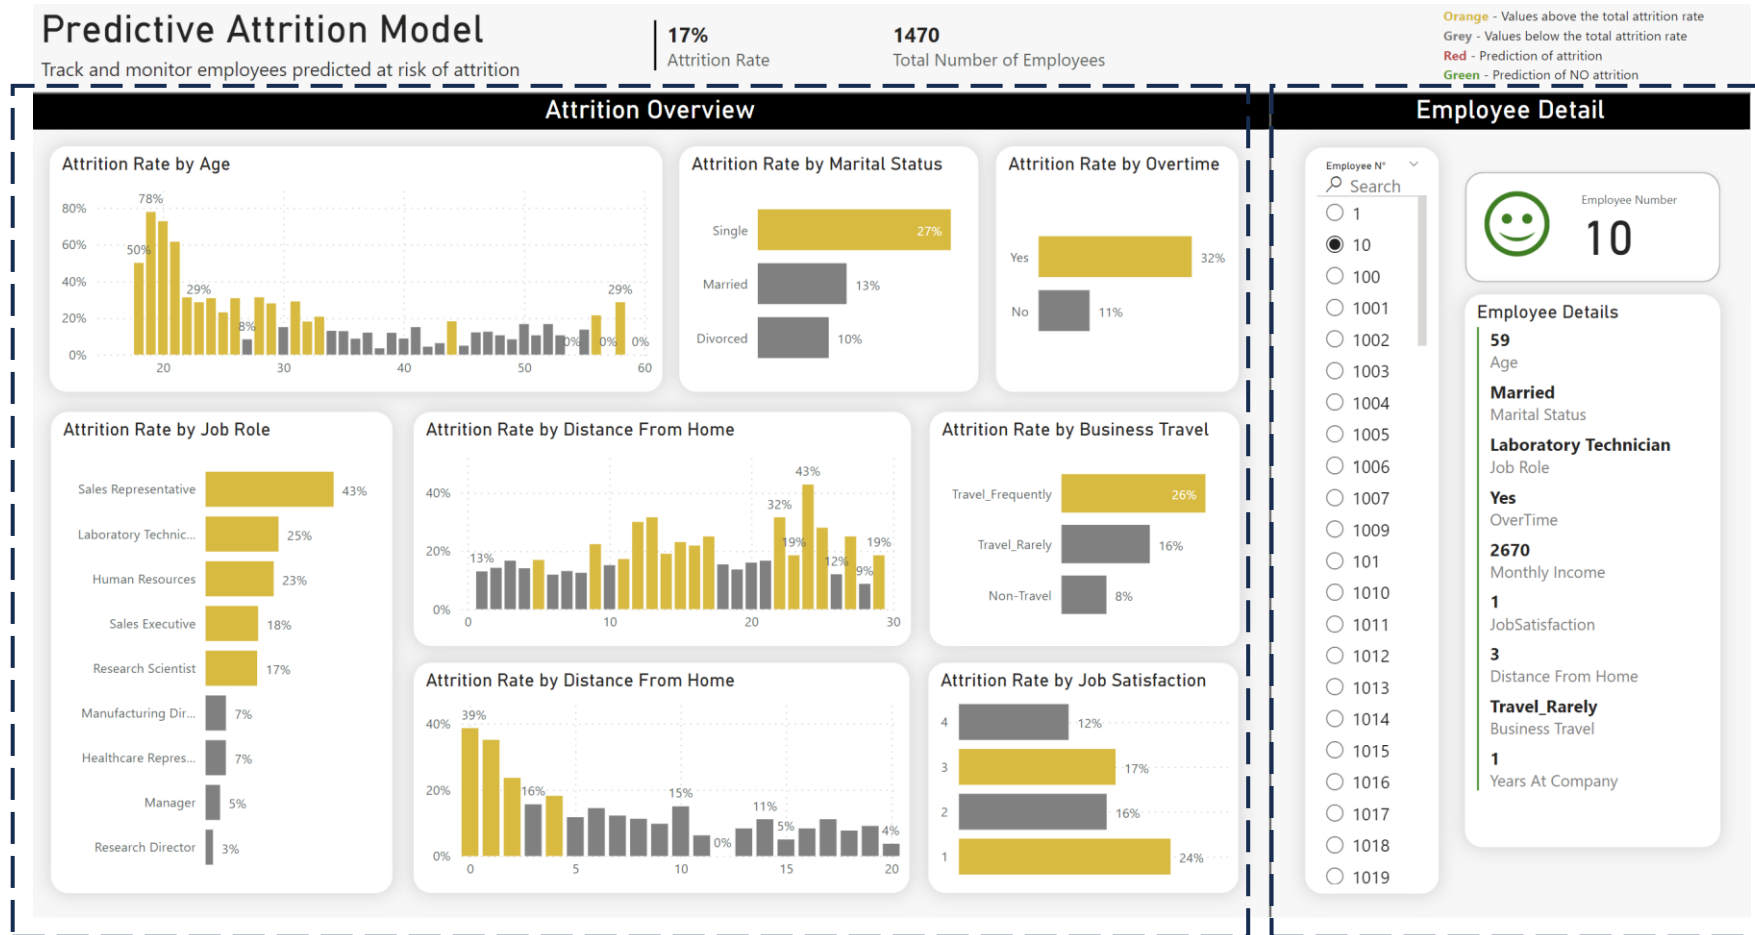 Predictive Attrition Model
Track and monitor employees predicted at risk of attrition
17%
Attrition Rate
1470
Total Number of Employees
Orange - Values above the total attrition rate
Grey - Values below the total attrition rate
Red - Prediction of attrition
Green - Prediction of NO attrition
Attrition Overview
Employee Detail
Attrition Rate by Age
80%
60%
40%
20%
0%
50%
78%
29%
8%
0%
0%
29%
0%
20
30
40
50
60
Attrition Rate by Marital Status
Single
27%
Married
13%
Divorced
10%
Attrition Rate by Overtime
Yes
32%
No
11%
Attrition Rate by Job Role
Sales Representative
43%
Laboratory Technic...
25%
Human Resources
23%
Sales Executive
18%
Research Scientist
17%
Manufacturing Dir...
7%
Healthcare Repres...
7%
Manager
5%
Research Director
3%
Attrition Rate by Distance From Home
40%
20%
0%
13%
32%
19%
43%
12%
9%
19%
0
10
20
30
Attrition Rate by Business Travel
Travel_Frequently
26%
Travel_Rarely
16%
Non-Travel
8%
Attrition Rate by Distance From Home
40%
20%
0%
39%
16%
15%
0%
11%
5%
4%
0
5
10
15
20
Attrition Rate by Job Satisfaction
4
12%
3
17%
2
16%
1
24%
Employee N°
Search
1
10
100
1001
1002
1003
1004
1005
1006
1007
1009
101
1010
1011
1012
1013
1014
1015
1016
1017
1018
1019
Employee Number
10
Employee Details
59
Age
Married
Marital Status
Laboratory Technician
Job Role
Yes
OverTime
2670
Monthly Income
1
JobSatisfaction
3
Distance From Home
Travel_Rarely
Business Travel
1
Years At Company